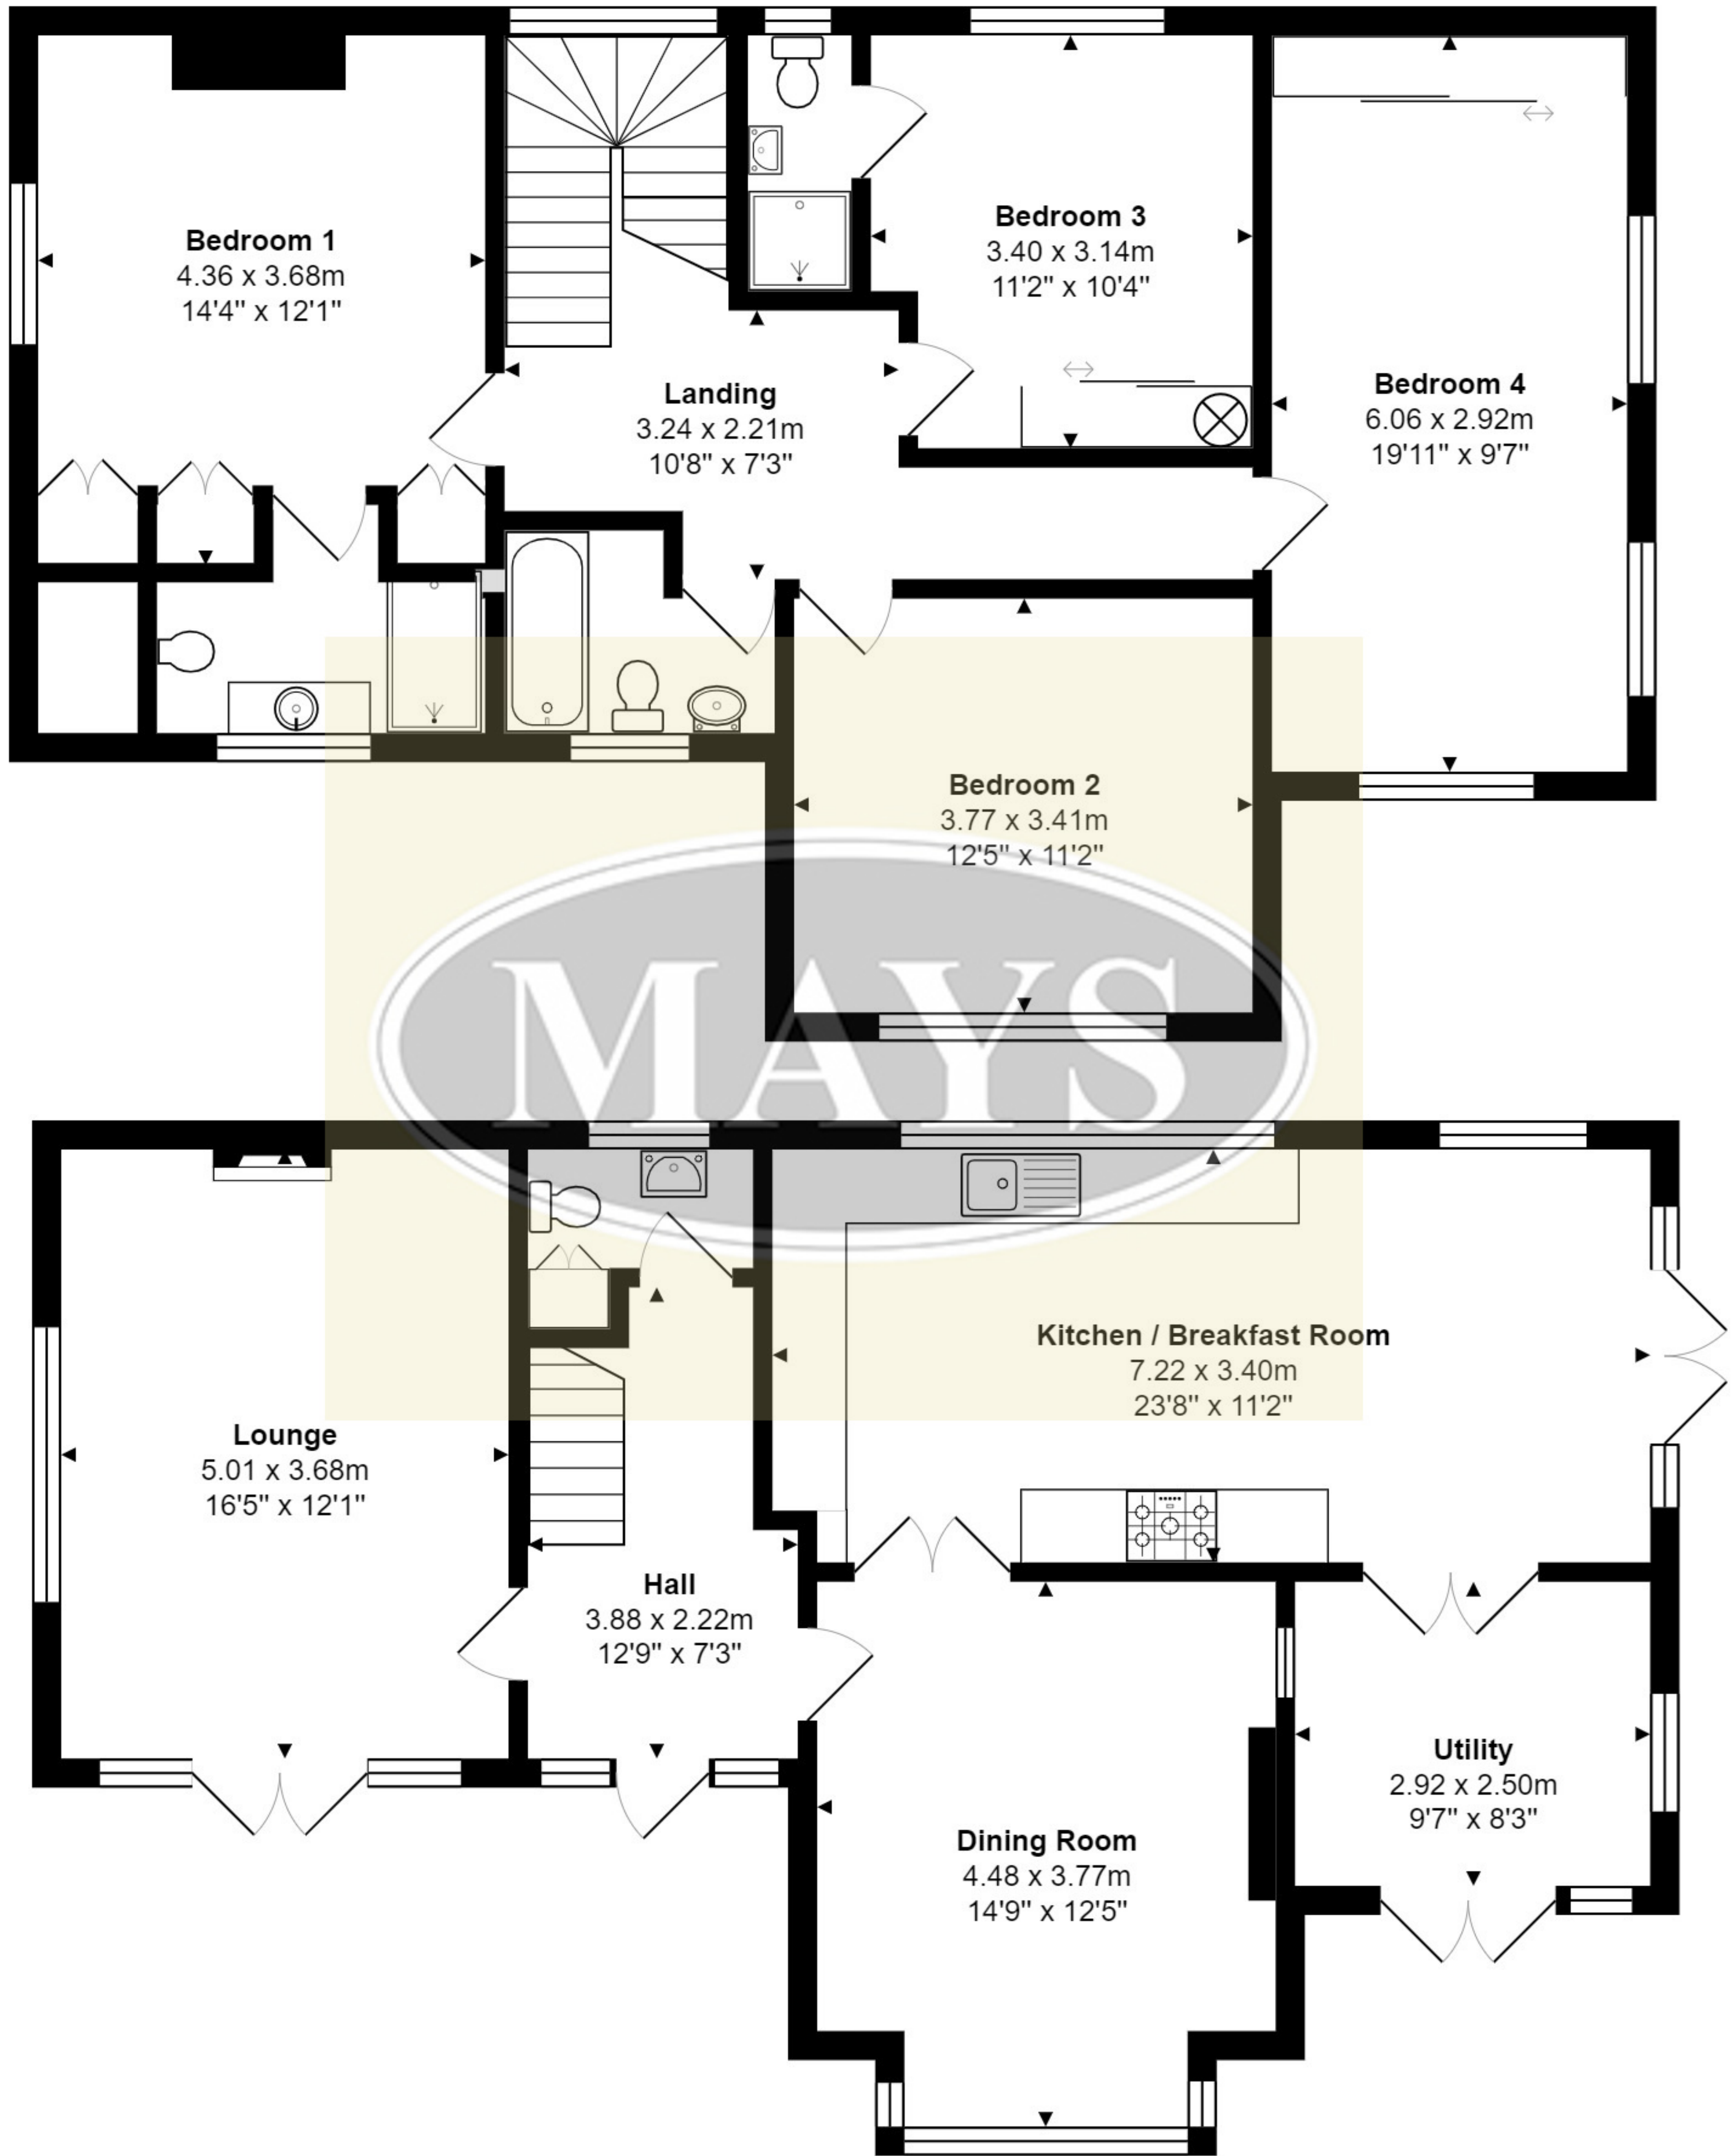 Bedroom 1
4.36 x 3.68m
14'4" x 12'1"
Bedroom 3
3.40 x 3.14m
11'2" x 10'4"
Landing
3.24 x 2.21m
10'8" x 7'3"
Bedroom 4
6.06 x 2.92m
19'11" x 9'7"
Bedroom 2
3.77 x 3.41m
12'5" x 11'2"
MAYS
Kitchen / Breakfast Room
7.22 x 3.40m
23'8" x 11'2"
Lounge
5.01 x 3.68m
16'5" x 12'1"
Hall
3.88 x 2.22m
12'9" x 7'3"
Utility
2.92 x 2.50m
9'7" x 8'3"
Dining Room
4.48 x 3.77m
14'9" x 12'5"